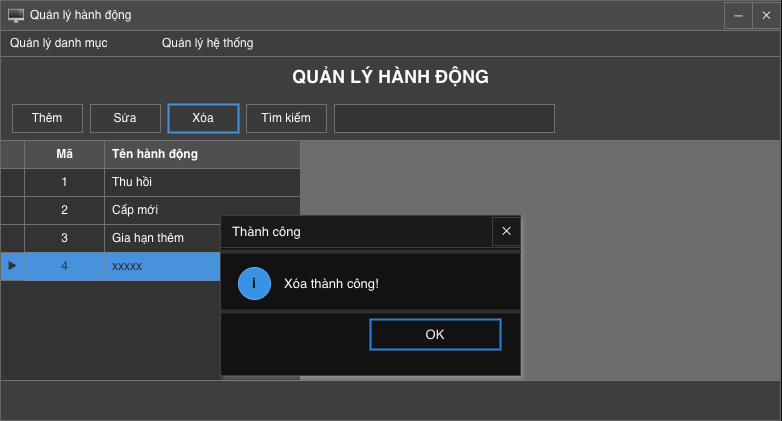 Quản lý hành động
Quản lý danh mục Quản lý hệ thống
QUẢN LÝ HÀNH ĐỘNG
Thêm Sửa Xóa Tìm kiếm
Mã Tên hành động
1 Thu hồi
2 Cấp mới
3 Gia hạn thêm
4 xxxxx
Thành công
i Xóa thành công!
OK